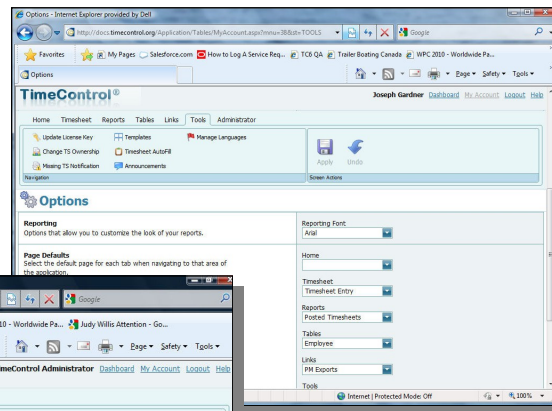 Options - Internet Explorer provided by Dell
http://docs.timecontrol.org/Application/Tables/MyAccount.aspx?mnu=38&st=TOOLS
Google
Favorites My Pages Salesforce.com How to Log A Service Req... TC6 QA Trailer Boating Canada WPC 2010 - Worldwide Pa...
Options
Page Safety Tools
TimeControl®
Joseph Gardner Dashboard My Account Logout Help
Home Timesheet Reports Tables Links Tools Administrator
Update License Key Templates Manage Languages
Change TS Ownership Timesheet AutoFill
Missing TS Notification Announcements
Apply Undo
Navigation
Screen Actions
Options
Reporting
Options that allow you to customize the look of your reports.
Reporting Font
Arial
Page Defaults
Select the default page for each tab when navigating to that area of
the application.
Home
Timesheet
Timesheet Entry
Reports
Posted Timesheets
Tables
Employee
Links
PM Exports
Tools
Internet | Protected Mode: Off
100%
Google
10 - Worldwide Pa... Judy Willis Attention - Go...
Page Safety Tools
imeControl Administrator Dashboard My Account Logout Help